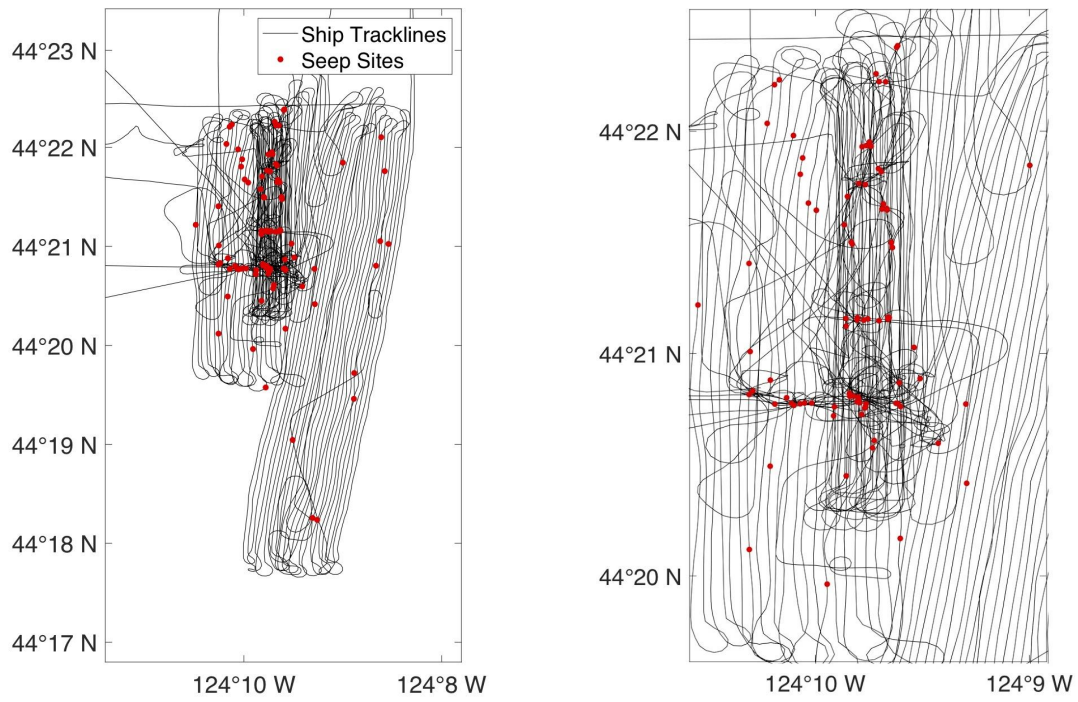 44°23' N
44°22' N
44°21' N
44°20' N
44°19' N
44°18' N
44°17' N
124°10' W
124°8' W
Ship Tracklines
Seep Sites
44°22' N
44°21' N
44°20' N
124°10' W
124°9' W